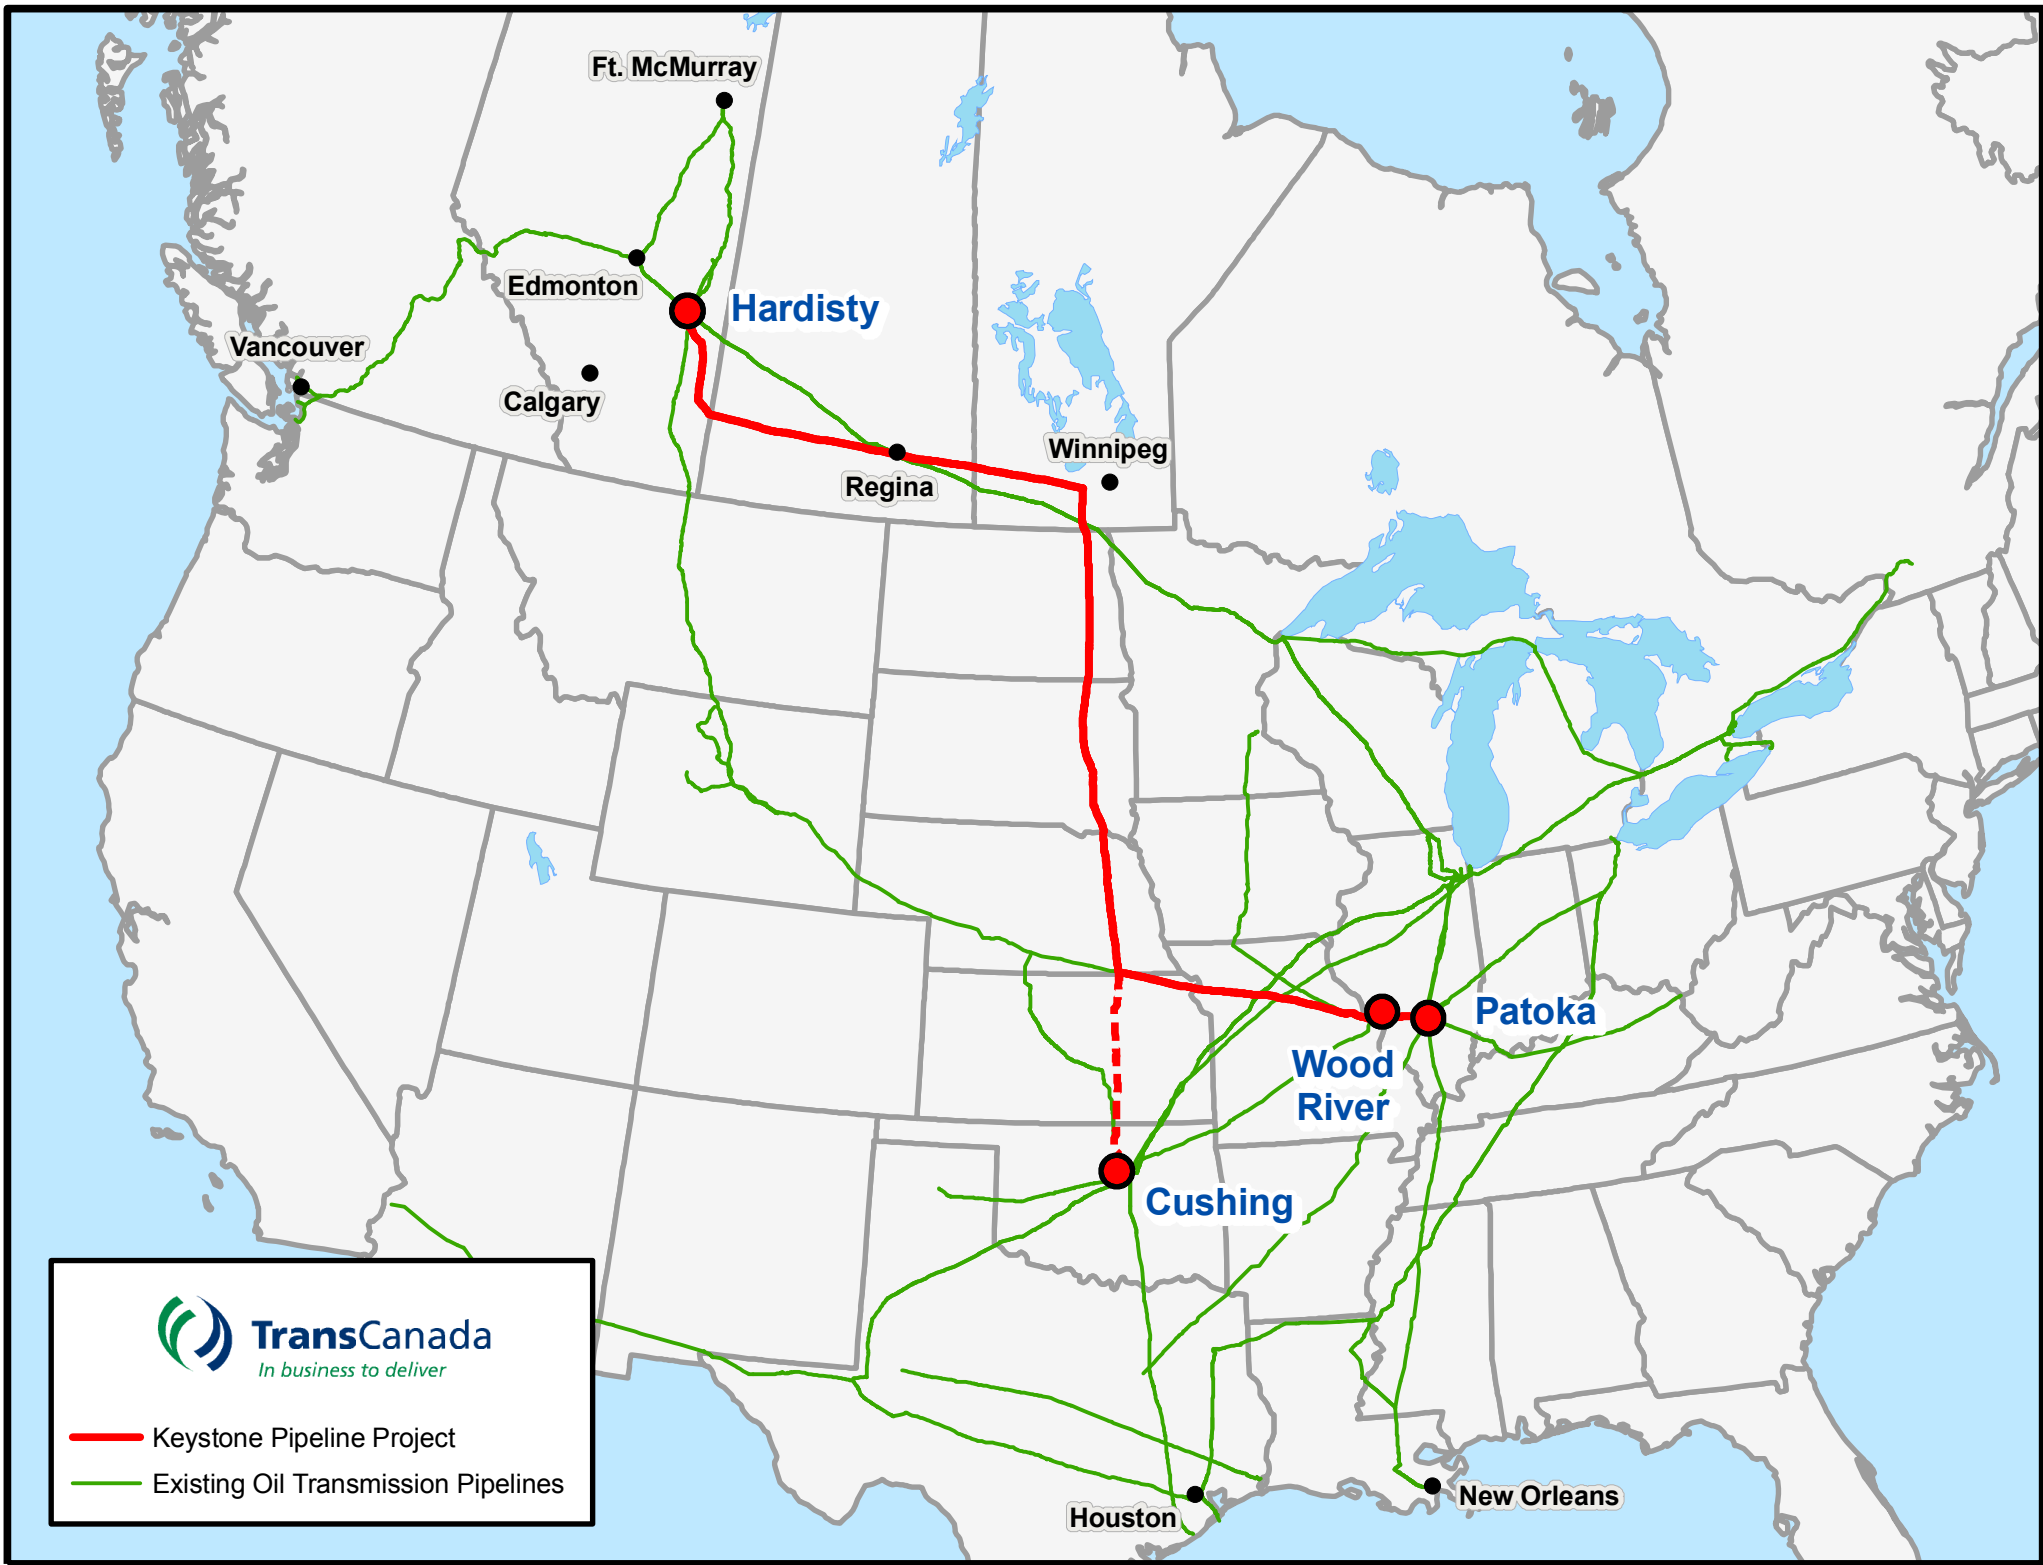 Ft. McMurray
Edmonton
Hardisty
Vancouver
Calgary
Winnipeg
Regina
Patoka
Wood
River
Cushing
TransCanada
In business to deliver
Keystone Pipeline Project
Existing Oil Transmission Pipelines
Houston
New Orleans